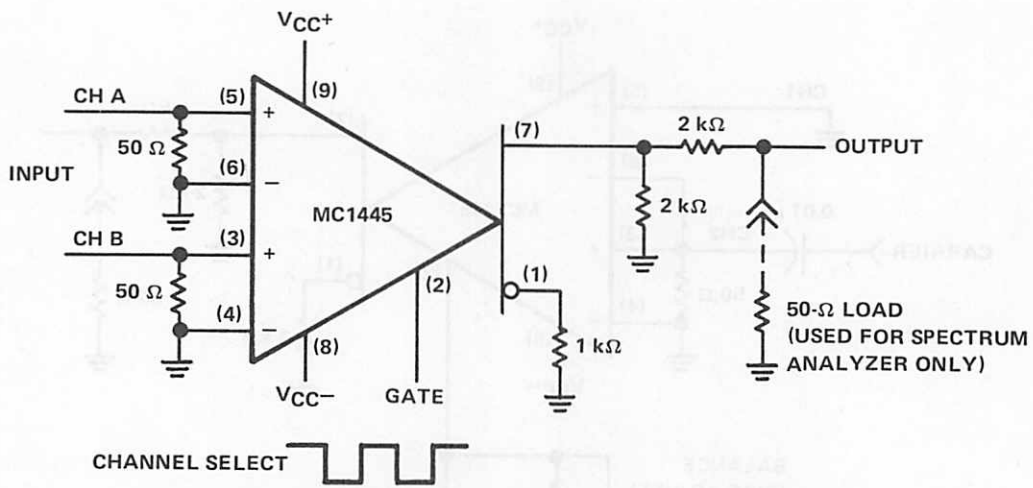 VCC+
(9)
CH A
(5)
+
(7)
2 kΩ
OUTPUT
50 Ω
(6)
−
INPUT
MC1445
2 kΩ
CH B
(3)
+
(2)
(1)
50 Ω
(4)
−
(8)
1 kΩ
50-Ω LOAD
(USED FOR SPECTRUM
ANALYZER ONLY)
VCC−
GATE
CHANNEL SELECT